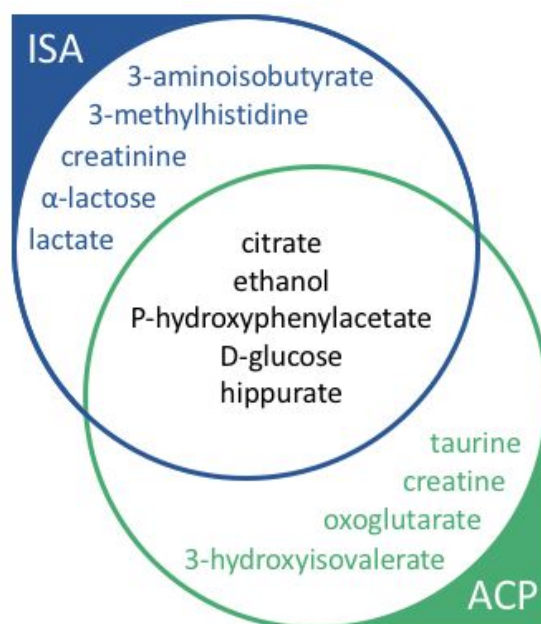 ISA
3-aminoisobutyrate
3-methylhistidine
creatinine
α-lactose
lactate
citrate
ethanol
P-hydroxyphenylacetate
D-glucose
hippurate
taurine
creatine
oxoglutarate
3-hydroxyisovalerate
ACP